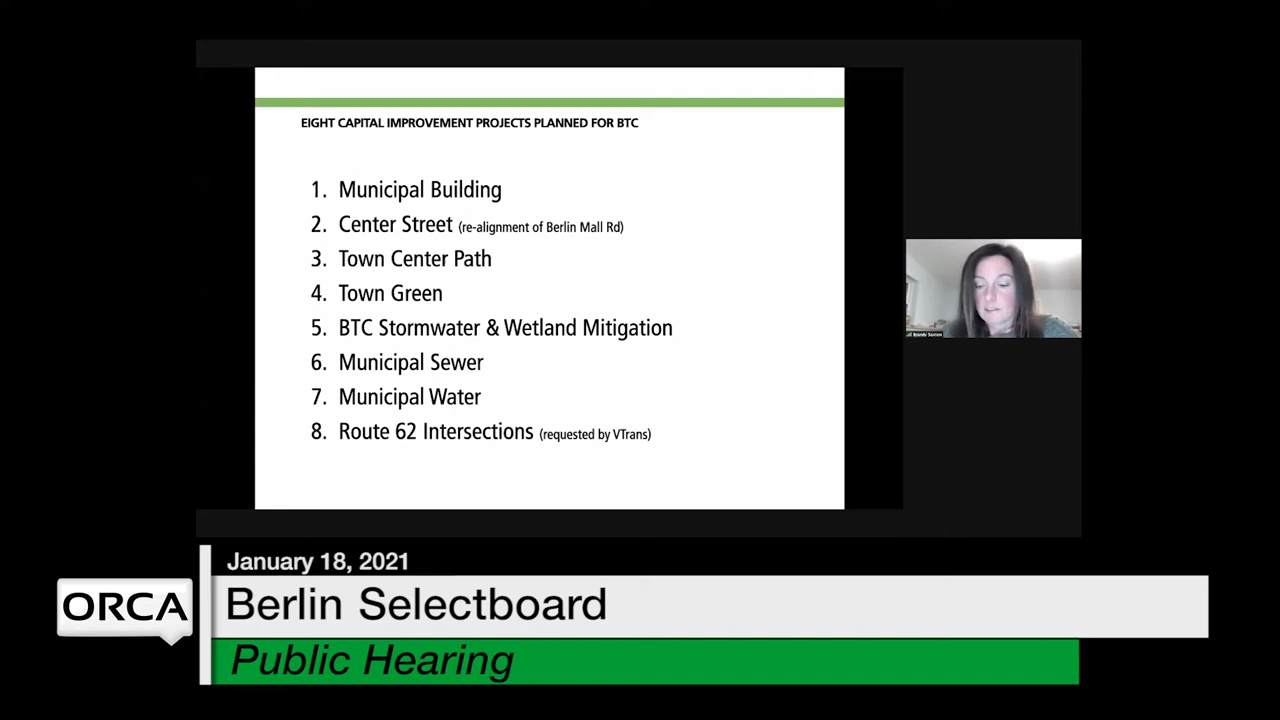 EIGHT CAPITAL IMPROVEMENT PROJECTS PLANNED FOR BTC
1. Municipal Building
2. Center Street (re-alignment of Berlin Mall Rd)
3. Town Center Path
4. Town Green
5. BTC Stormwater & Wetland Mitigation
6. Municipal Sewer
7. Municipal Water
8. Route 62 Intersections (requested by VTrans)
Brandy Saxton
January 18, 2021
ORCA
Berlin Selectboard
Public Hearing